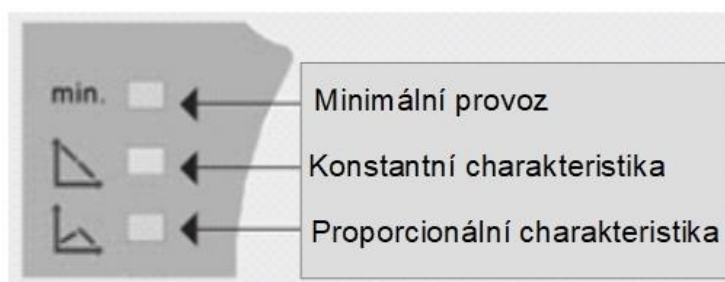 min.
Minimální provoz
Konstantní charakteristika
Proporcionální charakteristika